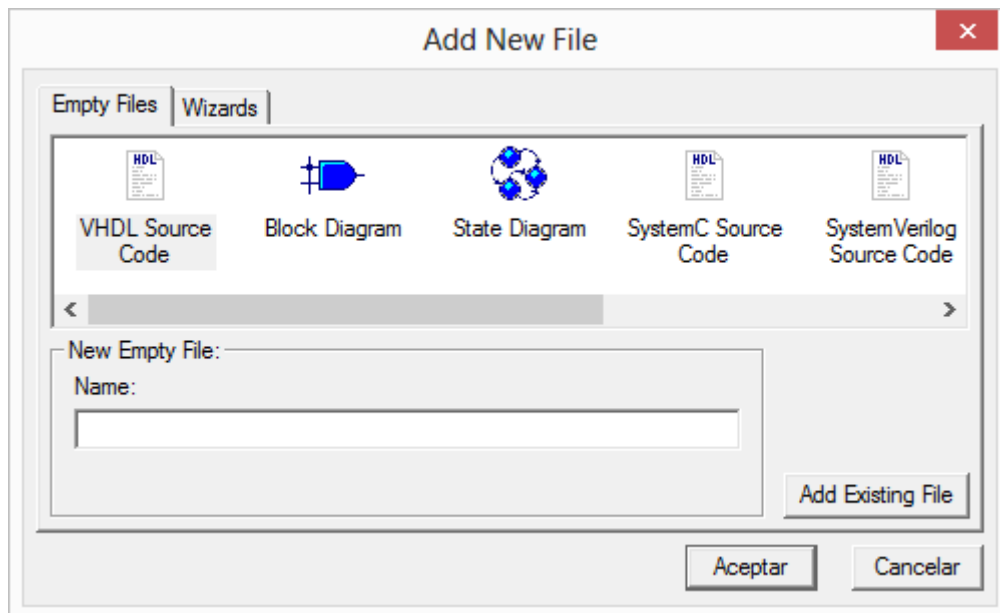 Add New File
Empty Files
Wizards
HDL
HDL
HDL
VHDL Source
Code
Block Diagram
State Diagram
SystemC Source
Code
SystemVerilog
Source Code
New Empty File:
Name:
Add Existing File
Aceptar
Cancelar